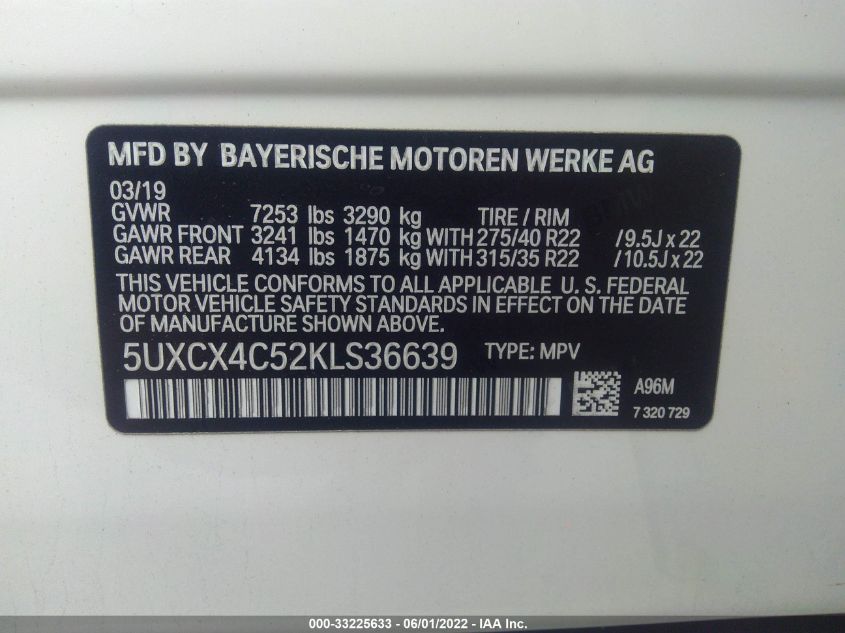 MFD BY BAYERISCHE MOTOREN WERKE AG
03/19
GVWR 7253 lbs 3290 kg TIRE / RIM
GAWR FRONT 3241 lbs 1470 kg WITH 275/40 R22 /9.5J x 22
GAWR REAR 4134 lbs 1875 kg WITH 315/35 R22 /10.5J x 22
THIS VEHICLE CONFORMS TO ALL APPLICABLE U. S. FEDERAL
MOTOR VEHICLE SAFETY STANDARDS IN EFFECT ON THE DATE
OF MANUFACTURE SHOWN ABOVE.
5UXCX4C52KLS36639 TYPE: MPV
A96M
7 320 729
000-33225633 - 06/01/2022 - IAA Inc.